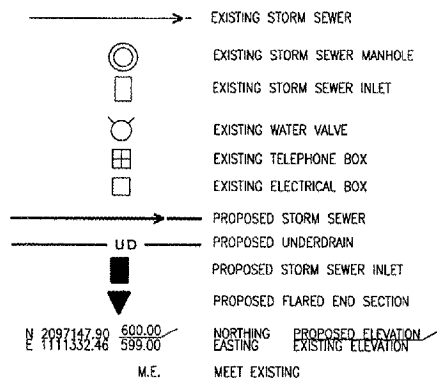 EXISTING STORM SEWER
EXISTING STORM SEWER MANHOLE
EXISTING STORM SEWER INLET
EXISTING WATER VALVE
EXISTING TELEPHONE BOX
EXISTING ELECTRICAL BOX
PROPOSED STORM SEWER
UD PROPOSED UNDERDRAIN
PROPOSED STORM SEWER INLET
PROPOSED FLARED END SECTION
N 2097147.90 600.00 NORTHING PROPOSED ELEVATION
E 1111332.46 599.00 EASTING EXISTING ELEVATION
M.E. MEET EXISTING